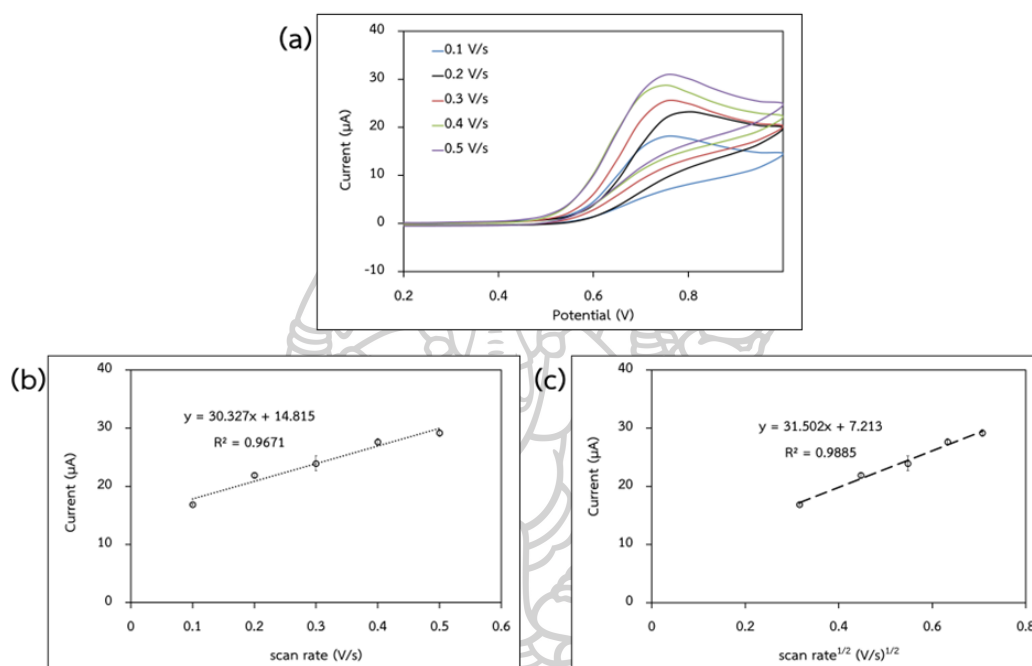 (a)
40
30
20
10
0
-10
Current (µA)
0.1 V/s
0.2 V/s
0.3 V/s
0.4 V/s
0.5 V/s
0.2 0.4 0.6 0.8
Potential (V)
(b)
40
30
20
10
0
Current (µA)
y = 30.327x + 14.815
R² = 0.9671
0 0.1 0.2 0.3 0.4 0.5 0.6
scan rate (V/s)
(c)
40
30
20
10
0
Current (µA)
y = 31.502x + 7.213
R² = 0.9885
0 0.2 0.4 0.6 0.8
scan rate¹/² (V/s)¹/²